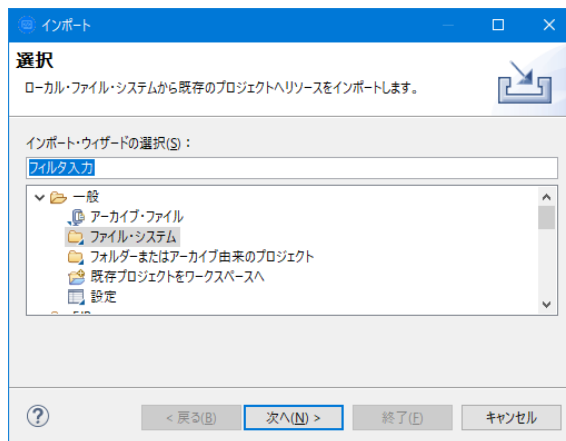 インポート
選択
ローカル・ファイル・システムから既存のプロジェクトへリソースをインポートします。
インポート・ウィザードの選択(S)：
フィルタ入力
一般
アーカイブ・ファイル
ファイル・システム
フォルダーまたはアーカイブ由来のプロジェクト
既存プロジェクトをワークスペースへ
設定
< 戻る(B)
次へ(N) >
終了(F)
キャンセル